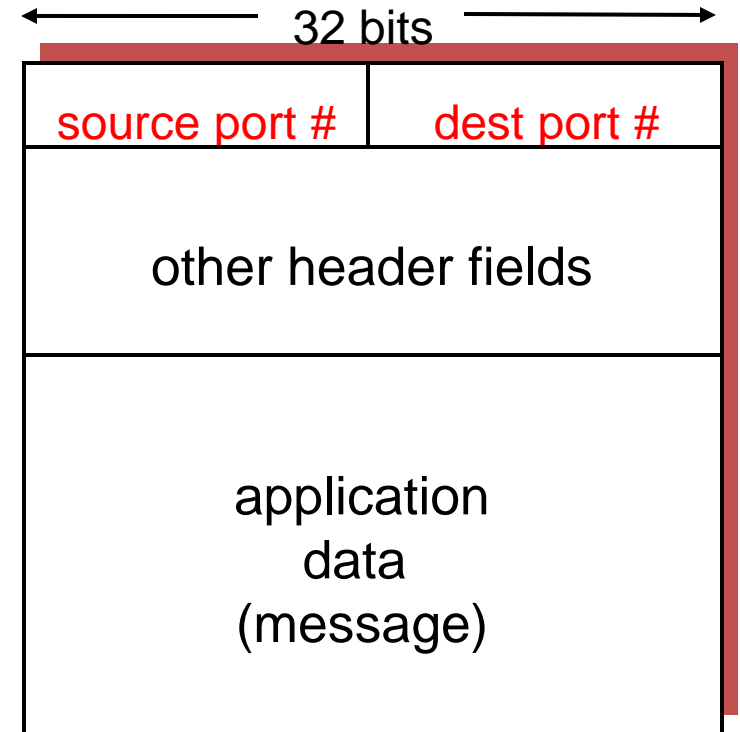 32 bits
source port # dest port #
other header fields
application
data
(message)